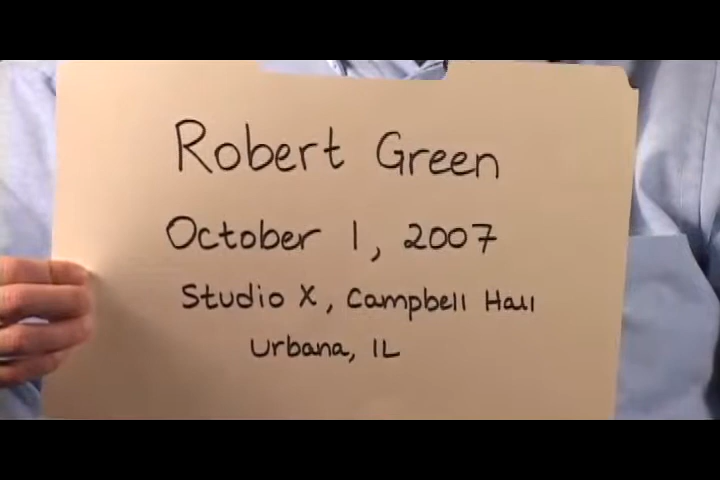 Robert Green
October 1, 2007
Studio X, Campbell Hall
Urbana, IL